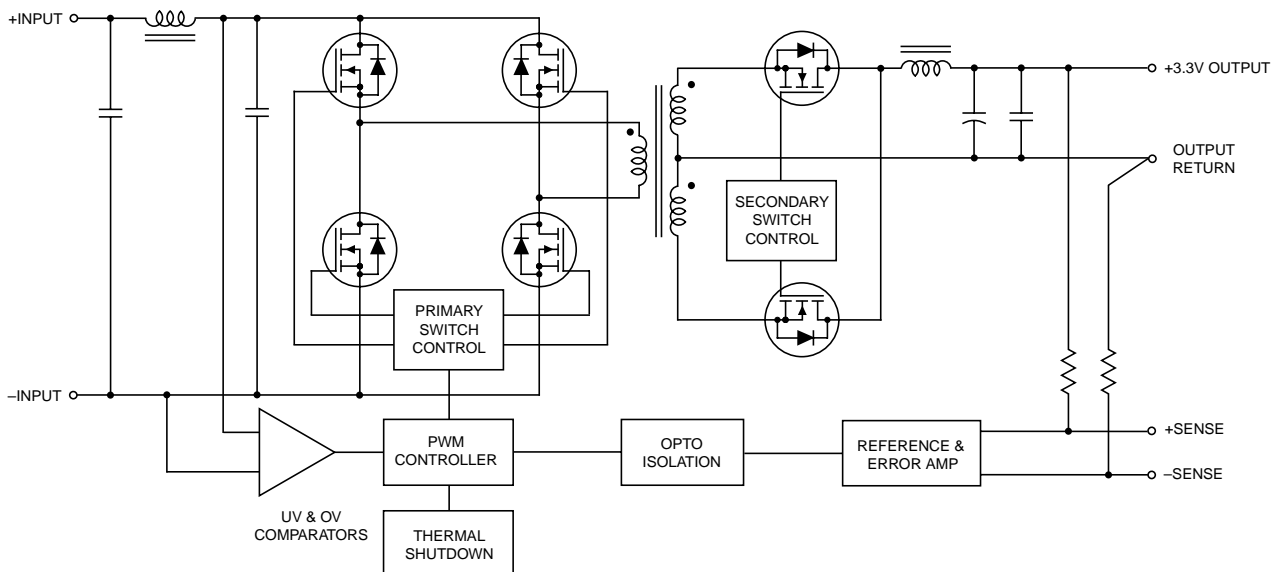 +INPUT
+3.3V OUTPUT
OUTPUT
RETURN
SECONDARY
SWITCH
CONTROL
PRIMARY
SWITCH
CONTROL
–INPUT
PWM
CONTROLLER
OPTO
ISOLATION
REFERENCE &
ERROR AMP
+SENSE
–SENSE
UV & OV
COMPARATORS
THERMAL
SHUTDOWN